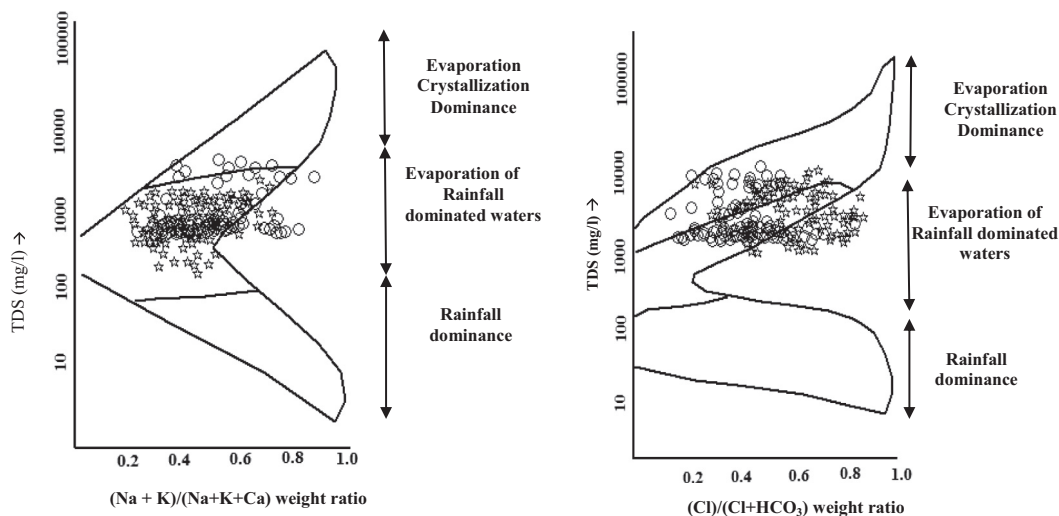 100000
10000
1000
100
10
TDS (mg/l) →
0.2 0.4 0.6 0.8 1.0
(Na + K)/(Na+K+Ca) weight ratio
Evaporation
Crystallization
Dominance
Evaporation of
Rainfall
dominated waters
Rainfall
dominance
100000
100000
1000
100
10
TDS (mg/l) →
0.2 0.4 0.6 0.8 1.0
(Cl)/(Cl+HCO₃) weight ratio
Evaporation
Crystallization
Dominance
Evaporation of
Rainfall dominated
waters
Rainfall
dominance